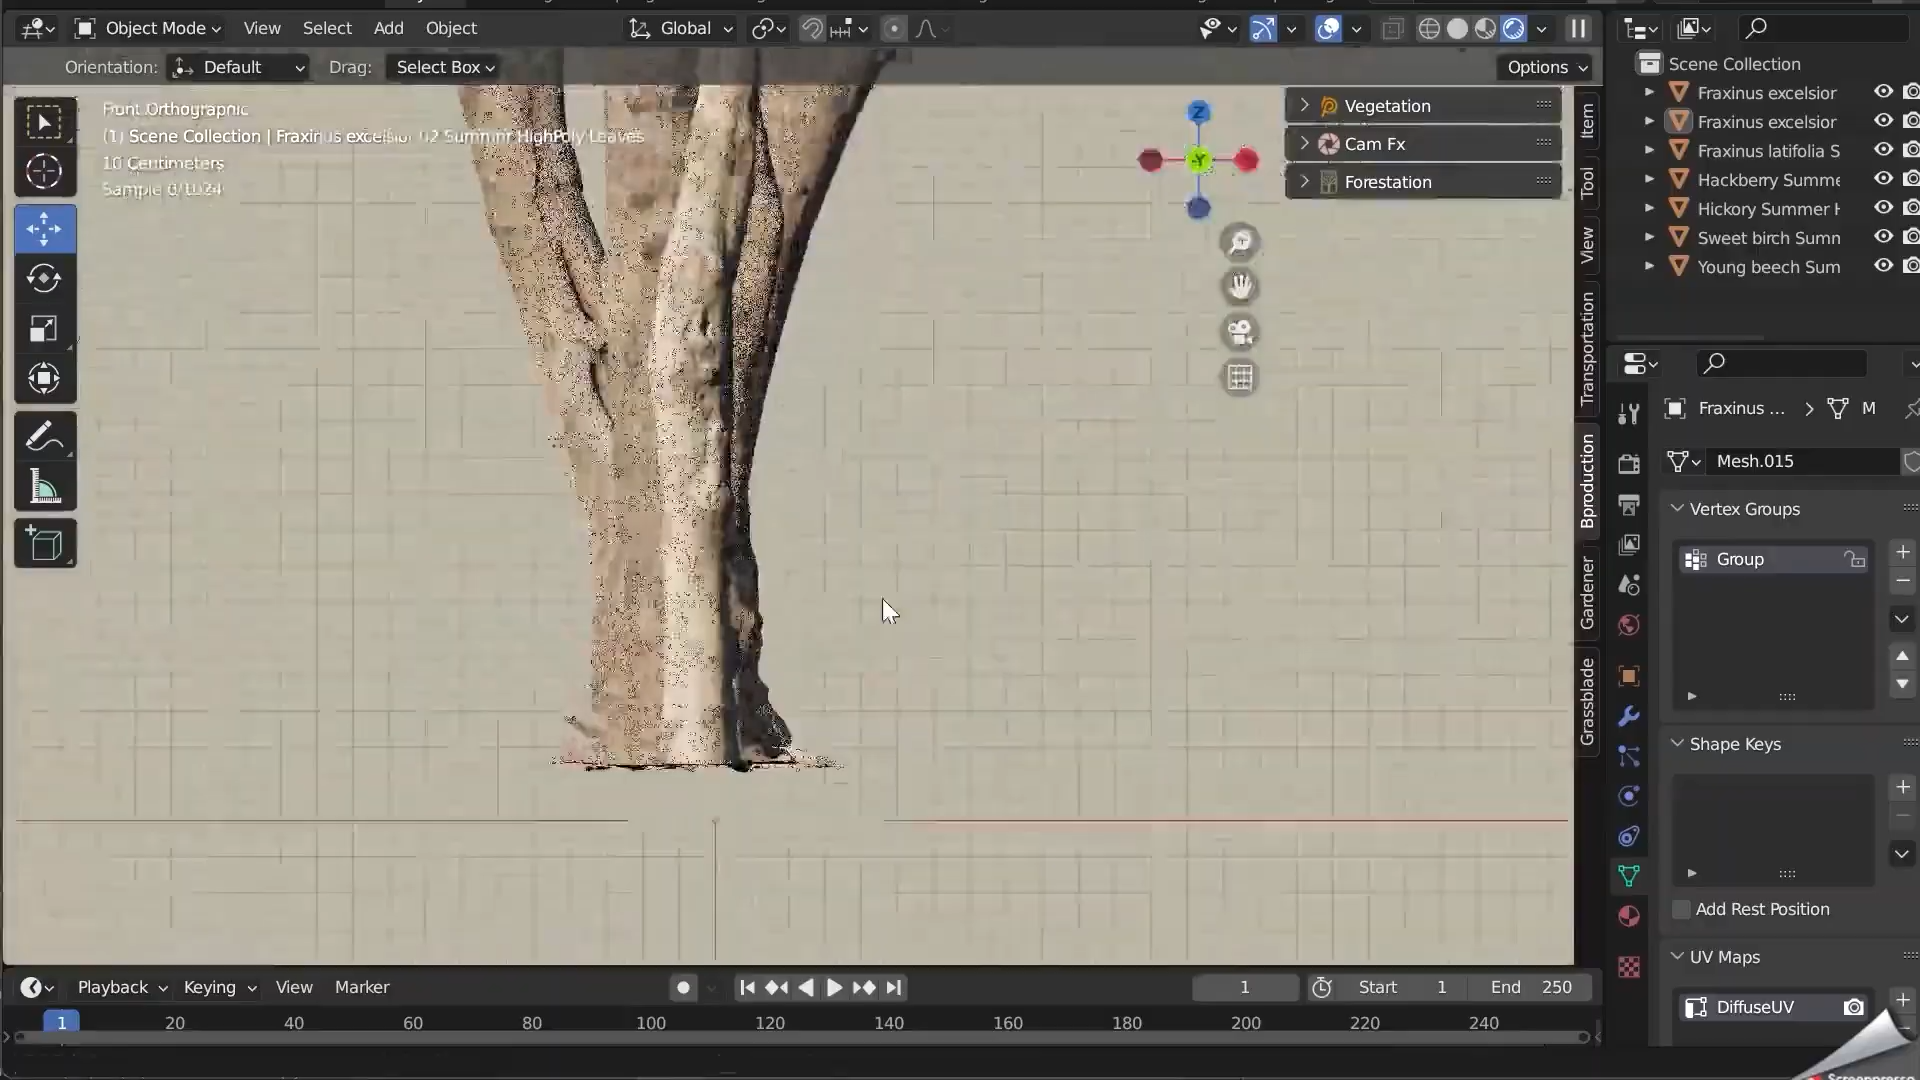 Object Mode View Select Add Object Global
Orientation: Default Drag: Select Box Options
Front Orthographic
(1) Scene Collection | Fraxinus excelsior 02 Summer HighPoly Leaves
10 Centimeters
Sample 0/1024
Z
-Y
Vegetation
Cam Fx
Forestation
Item
Tool
View
Transportation
Bproduction
Gardener
Grassblade
Scene Collection
Fraxinus excelsior
Fraxinus excelsior
Fraxinus latifolia S
Hackberry Summe
Hickory Summer H
Sweet birch Sumn
Young beech Sum
Fraxinus ... > M
Mesh.015
Vertex Groups
Group
Shape Keys
Add Rest Position
UV Maps
DiffuseUV
Playback Keying View Marker 1 Start 1 End 250
1 20 40 60 80 100 120 140 160 180 200 220 240